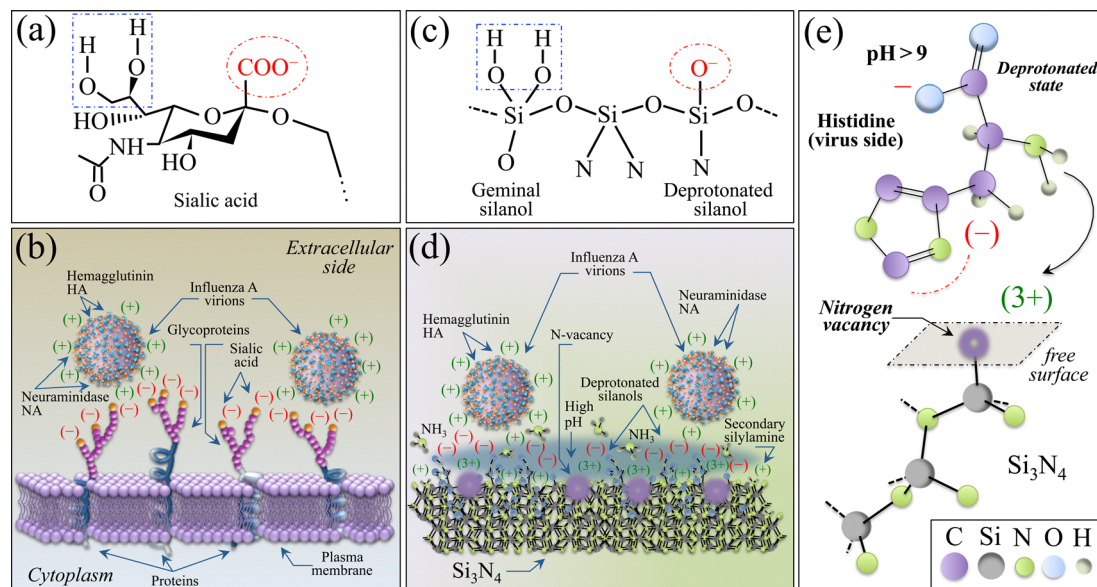 (a)
H
H
O
HO
COO⁻
HO
O
O
NH
HO
O
Sialic acid
(b)
Extracellular
side
Hemagglutinin
HA
Influenza A
virions
Glycoproteins
Sialic
acid
Neuraminidase
NA
(+) (+) (+) (+) (+) (+) (+) (+)
(+) (+) (+) (+) (+) (+) (+)
(−) (−) (−) (−) (−) (−) (−) (−) (−) (−)
Plasma
membrane
Cytoplasm
Proteins
(c)
H
H
O
O
O⁻
Si
O
Si
O
Si
O
O
N
N
N
Geminal
silanol
Deprotonated
silanol
(d)
Influenza A
virions
Neuraminidase
NA
Hemagglutinin
HA
N-vacancy
Deprotonated
silanols
High
pH
NH₃
NH₃
Secondary
silylamine
(3+)
(3+)
(3+)
Si₃N₄
(e)
pH > 9
Deprotonated
state
−
Histidine
(virus side)
(−)
(3+)
Nitrogen
vacancy
free
surface
Si₃N₄
C Si N O H